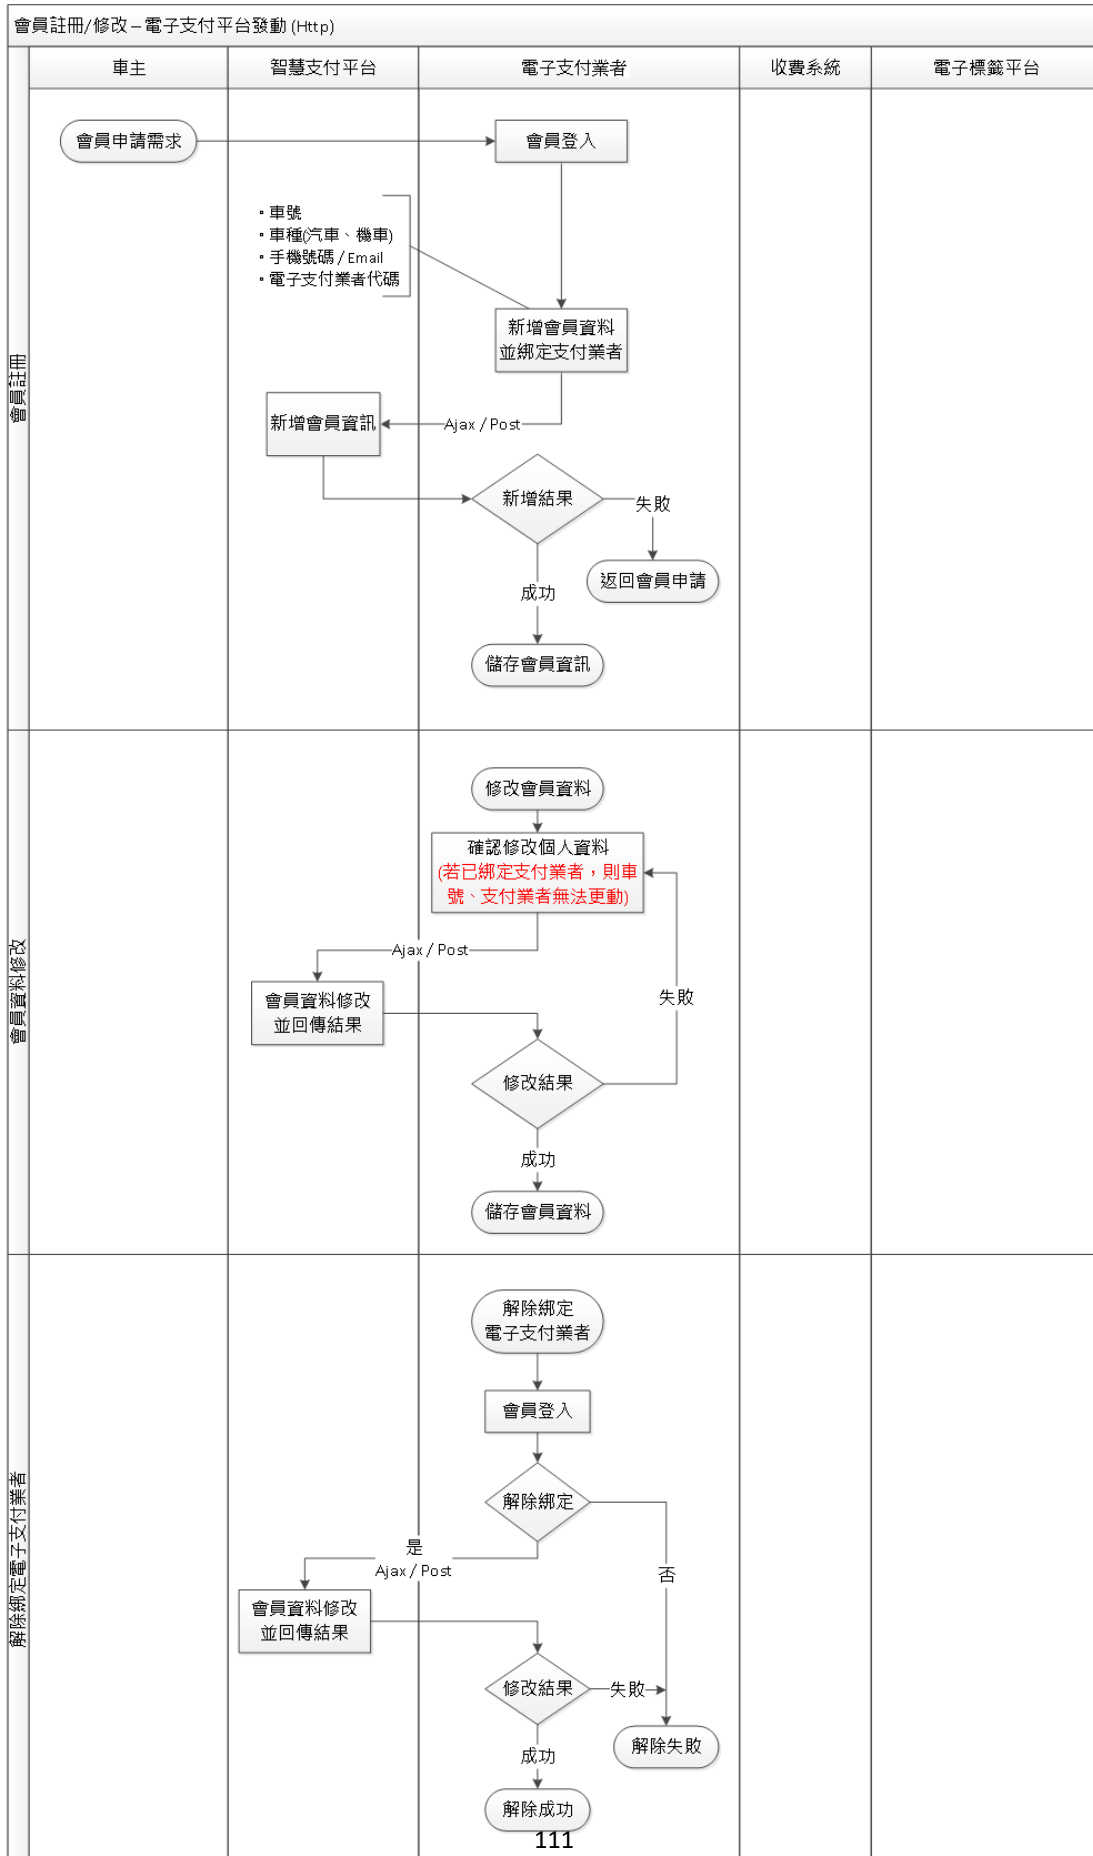 會員註冊/修改－電子支付平台發動 (Http)
車主
智慧支付平台
電子支付業者
收費系統
電子標籤平台
會員註冊
會員申請需求
會員登入
• 車號
• 車種(汽車、機車)
• 手機號碼 / Email
• 電子支付業者代碼
新增會員資料
並綁定支付業者
Ajax / Post
新增會員資訊
新增結果
失敗
返回會員申請
成功
儲存會員資訊
會員資料修改
修改會員資料
確認修改個人資料
(若已綁定支付業者，則車
號、支付業者無法更動)
Ajax / Post
會員資料修改
並回傳結果
失敗
修改結果
成功
儲存會員資料
解除綁定電子支付業者
解除綁定
電子支付業者
會員登入
解除綁定
是
Ajax / Post
否
會員資料修改
並回傳結果
修改結果
失敗
解除失敗
成功
解除成功
111